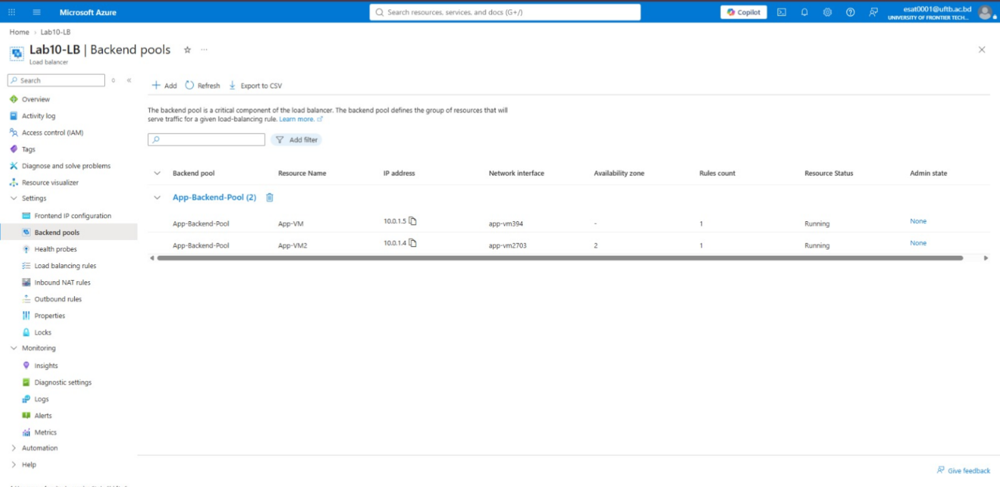 Microsoft Azure
Search resources, services, and docs (G+/)
Copilot
esat0001@uftb.ac.bd
UNIVERSITY OF FRONTIER TECH...
Home > Lab10-LB
Lab10-LB | Backend pools
Load balancer
Search
Overview
Activity log
Access control (IAM)
Tags
Diagnose and solve problems
Resource visualizer
Settings
Frontend IP configuration
Backend pools
Health probes
Load balancing rules
Inbound NAT rules
Outbound rules
Properties
Locks
Monitoring
Insights
Diagnostic settings
Logs
Alerts
Metrics
Automation
Help
Add Refresh Export to CSV
The backend pool is a critical component of the load balancer. The backend pool defines the group of resources that will
serve traffic for a given load-balancing rule. Learn more.
Add filter
Backend pool Resource Name IP address Network interface Availability zone Rules count Resource Status Admin state
App-Backend-Pool (2)
App-Backend-Pool App-VM 10.0.1.5 app-vm394 - 1 Running None
App-Backend-Pool App-VM2 10.0.1.4 app-vm2703 2 1 Running None
Give feedback